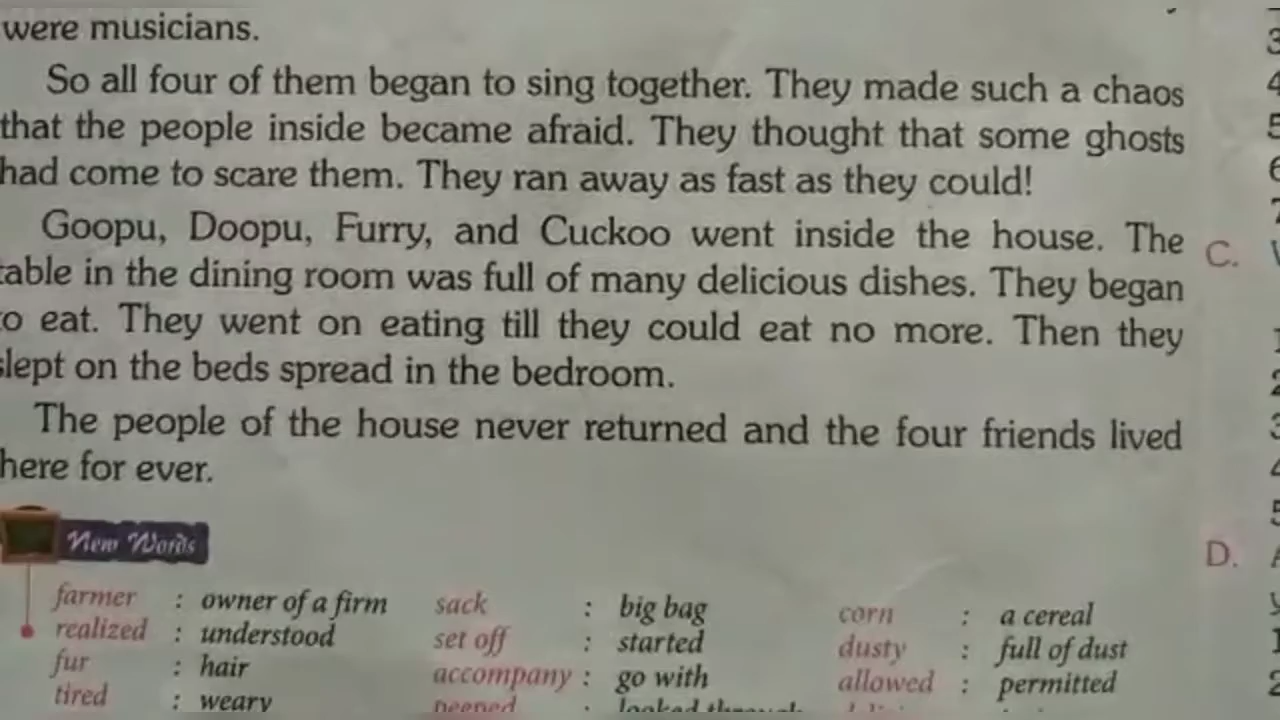 were musicians.
So all four of them began to sing together. They made such a chaos
that the people inside became afraid. They thought that some ghosts
had come to scare them. They ran away as fast as they could!
Goopu, Doopu, Furry, and Cuckoo went inside the house. The
table in the dining room was full of many delicious dishes. They began
to eat. They went on eating till they could eat no more. Then they
slept on the beds spread in the bedroom.
The people of the house never returned and the four friends lived
here for ever.
New Words
farmer : owner of a firm sack : big bag corn : a cereal
realized : understood set off : started dusty : full of dust
fur : hair accompany : go with allowed : permitted
tired : weary peeped : looked through
C.
D.